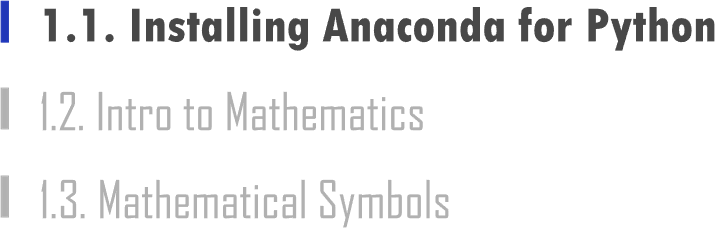 1.1. Installing Anaconda for Python
1.2. Intro to Mathematics
1.3. Mathematical Symbols